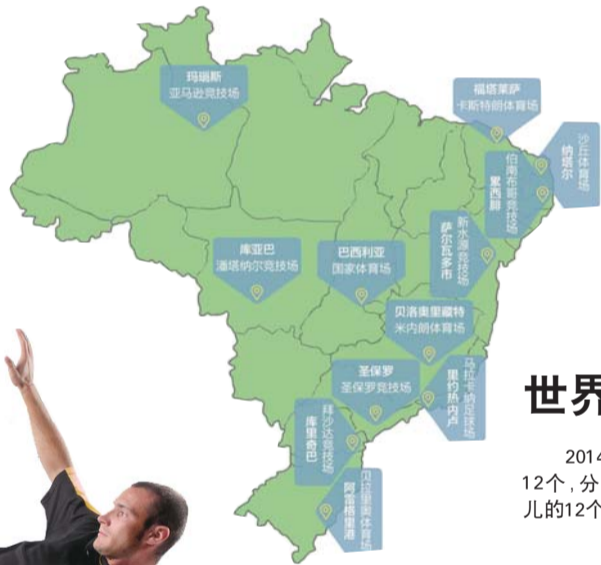 玛瑙斯
亚马逊竞技场
福塔莱萨
卡斯特朗体育场
沙丘体育场
纳塔尔
伯南布哥竞技场
累西腓
新水源竞技场
萨尔瓦多市
库亚巴
潘塔纳尔竞技场
巴西利亚
国家体育场
贝洛奥里藏特
米内朗体育场
马拉卡纳足球场
里约热内卢
圣保罗
圣保罗竞技场
拜沙达竞技场
库里奇巴
贝拉里奥体育场
阿雷格里港
世界
2014
12个,分
儿的12个